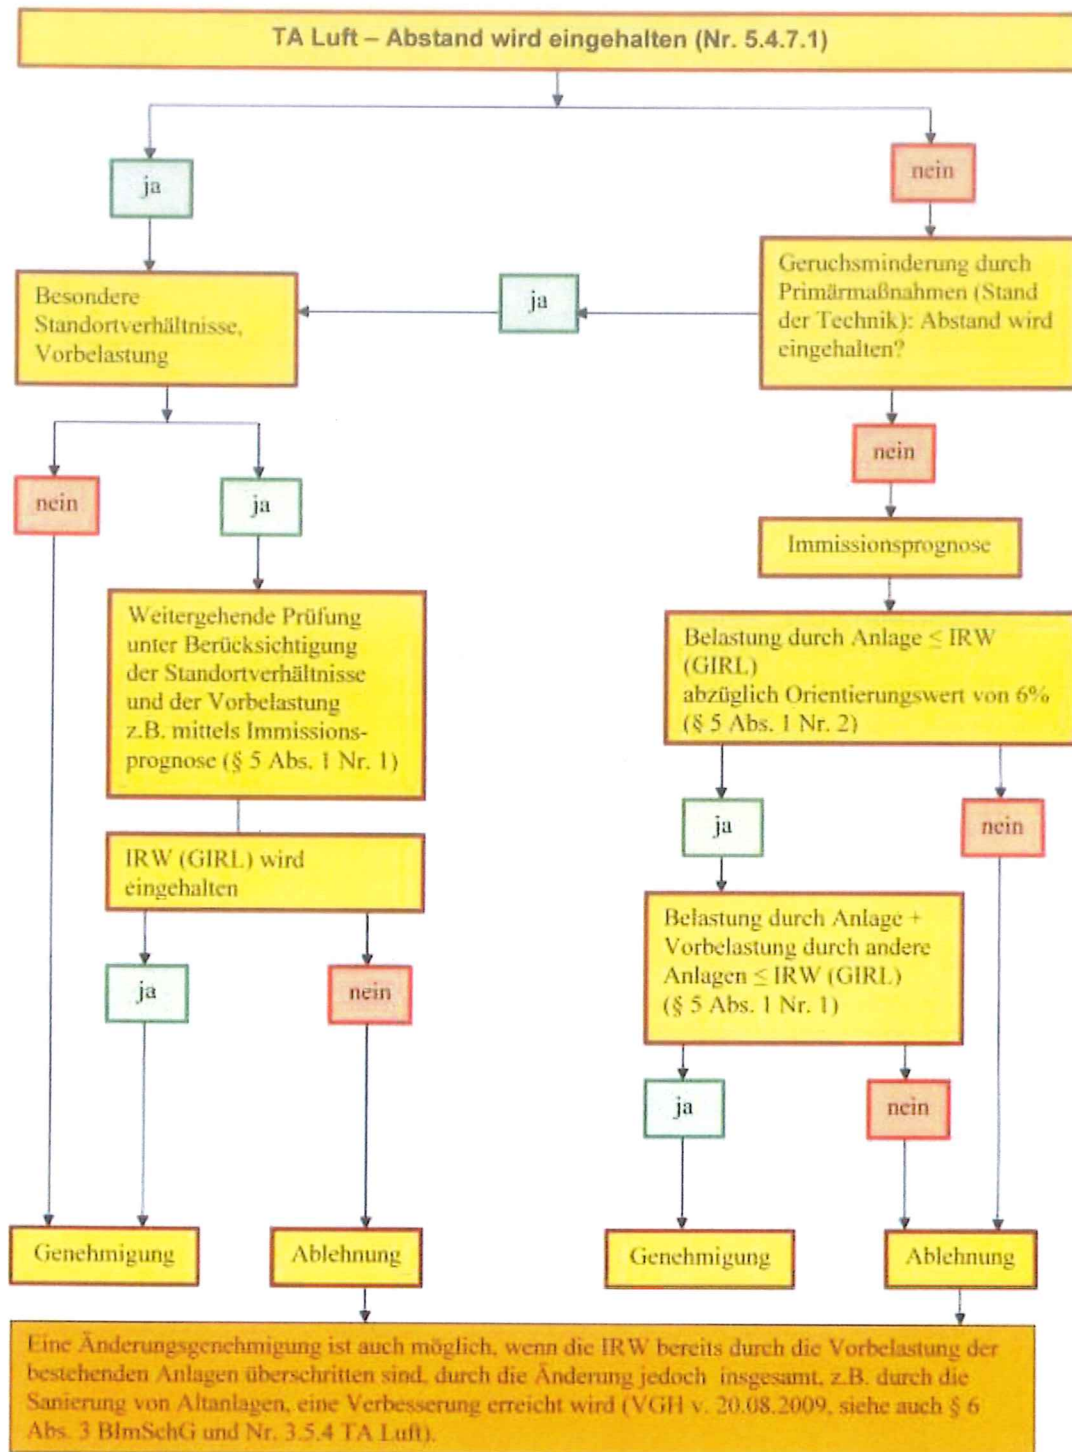 TA Luft – Abstand wird eingehalten (Nr. 5.4.7.1)
ja
nein
Besondere
Standortverhältnisse,
Vorbelastung
ja
Geruchsminderung durch
Primärmaßnahmen (Stand
der Technik): Abstand wird
eingehalten?
nein
ja
nein
Immissionsprognose
Weitergehende Prüfung
unter Berücksichtigung
der Standortverhältnisse
und der Vorbelastung
z.B. mittels Immissions-
prognose (§ 5 Abs. 1 Nr. 1)
Belastung durch Anlage ≤ IRW
(GIRL)
abzüglich Orientierungswert von 6%
(§ 5 Abs. 1 Nr. 2)
ja
nein
IRW (GIRL) wird
eingehalten
Belastung durch Anlage +
Vorbelastung durch andere
Anlagen ≤ IRW (GIRL)
(§ 5 Abs. 1 Nr. 1)
ja
nein
ja
nein
Genehmigung
Ablehnung
Genehmigung
Ablehnung
Eine Änderungsgenehmigung ist auch möglich, wenn die IRW bereits durch die Vorbelastung der
bestehenden Anlagen überschritten sind, durch die Änderung jedoch insgesamt, z.B. durch die
Sanierung von Altanlagen, eine Verbesserung erreicht wird (VGH v. 20.08.2009, siehe auch § 6
Abs. 3 BImSchG und Nr. 3.5.4 TA Luft).